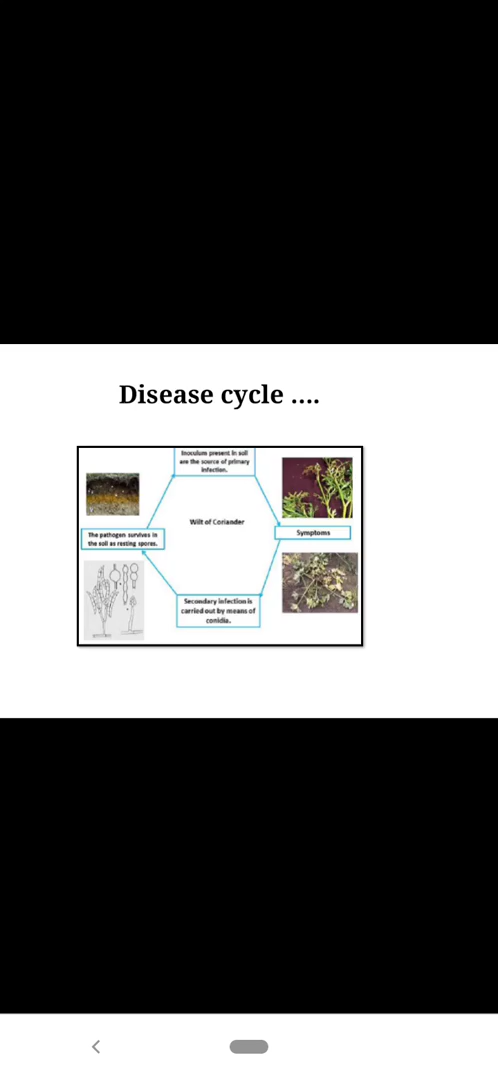 Disease cycle ....
Inoculum present in soil
are the source of primary
infection.
Wilt of Coriander
The pathogen survives in
the soil as resting spores.
Symptoms
Secondary infection is
carried out by means of
conidia.